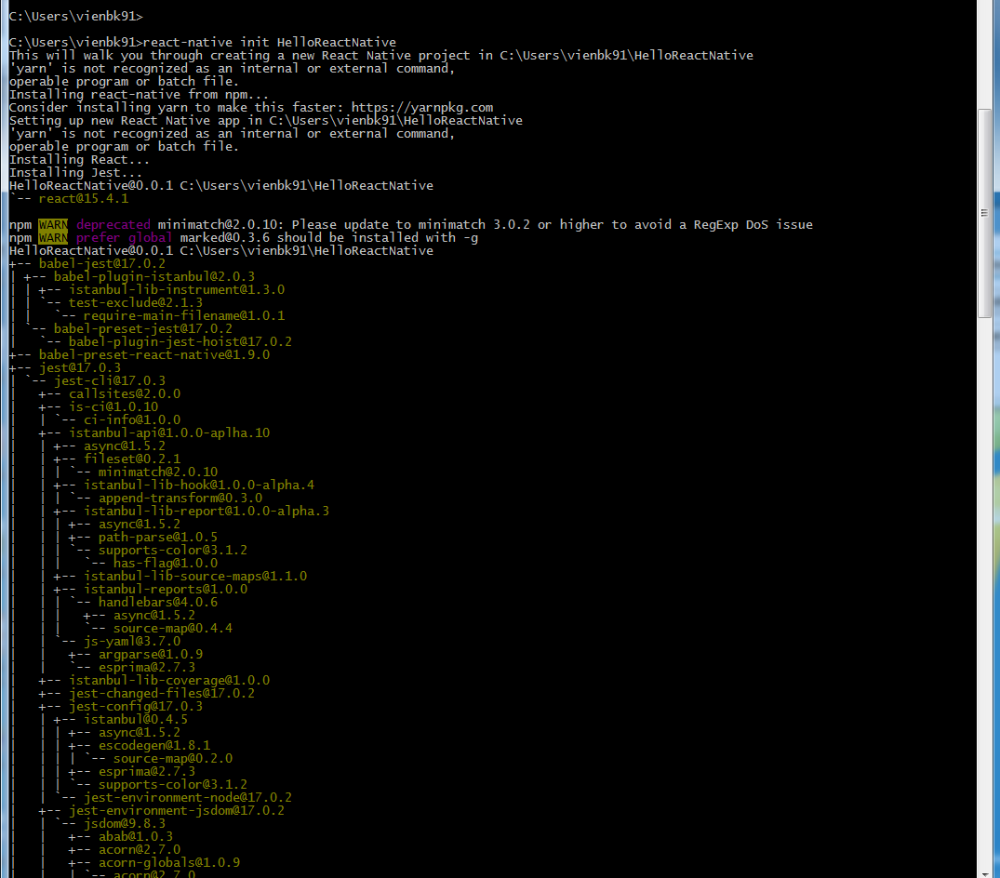 C:\Users\vienbk91>
C:\Users\vienbk91>react-native init HelloReactNative
This will walk you through creating a new React Native project in C:\Users\vienbk91\HelloReactNative
'yarn' is not recognized as an internal or external command,
operable program or batch file.
Installing react-native from npm...
Consider installing yarn to make this faster: https://yarnpkg.com
Setting up new React Native app in C:\Users\vienbk91\HelloReactNative
'yarn' is not recognized as an internal or external command,
operable program or batch file.
Installing React...
Installing Jest...
HelloReactNative@0.0.1 C:\Users\vienbk91\HelloReactNative
`-- react@15.4.1
npm WARN deprecated minimatch@2.0.10: Please update to minimatch 3.0.2 or higher to avoid a RegExp DoS issue
npm WARN prefer global marked@0.3.6 should be installed with -g
HelloReactNative@0.0.1 C:\Users\vienbk91\HelloReactNative
+-- babel-jest@17.0.2
| +-- babel-plugin-istanbul@2.0.3
| | +-- istanbul-lib-instrument@1.3.0
| | `-- test-exclude@2.1.3
| |   `-- require-main-filename@1.0.1
| `-- babel-preset-jest@17.0.2
|   `-- babel-plugin-jest-hoist@17.0.2
+-- babel-preset-react-native@1.9.0
+-- jest@17.0.3
| `-- jest-cli@17.0.3
|   +-- callsites@2.0.0
|   +-- is-ci@1.0.10
|   | `-- ci-info@1.0.0
|   +-- istanbul-api@1.0.0-aplha.10
|   | +-- async@1.5.2
|   | +-- fileset@0.2.1
|   | | `-- minimatch@2.0.10
|   | +-- istanbul-lib-hook@1.0.0-alpha.4
|   | | `-- append-transform@0.3.0
|   | +-- istanbul-lib-report@1.0.0-alpha.3
|   | | +-- async@1.5.2
|   | | +-- path-parse@1.0.5
|   | | `-- supports-color@3.1.2
|   | |   `-- has-flag@1.0.0
|   | +-- istanbul-lib-source-maps@1.1.0
|   | +-- istanbul-reports@1.0.0
|   | | `-- handlebars@4.0.6
|   | |   +-- async@1.5.2
|   | |   `-- source-map@0.4.4
|   | `-- js-yaml@3.7.0
|   |   +-- argparse@1.0.9
|   |   `-- esprima@2.7.3
|   +-- istanbul-lib-coverage@1.0.0
|   +-- jest-changed-files@17.0.2
|   +-- jest-config@17.0.3
|   | +-- istanbul@0.4.5
|   | | +-- async@1.5.2
|   | | +-- escodegen@1.8.1
|   | | | `-- source-map@0.2.0
|   | | +-- esprima@2.7.3
|   | | `-- supports-color@3.1.2
|   | `-- jest-environment-node@17.0.2
|   +-- jest-environment-jsdom@17.0.2
|   | `-- jsdom@9.8.3
|   |   +-- abab@1.0.3
|   |   +-- acorn@2.7.0
|   |   +-- acorn-globals@1.0.9
|   |   | `-- acorn@2.7.0